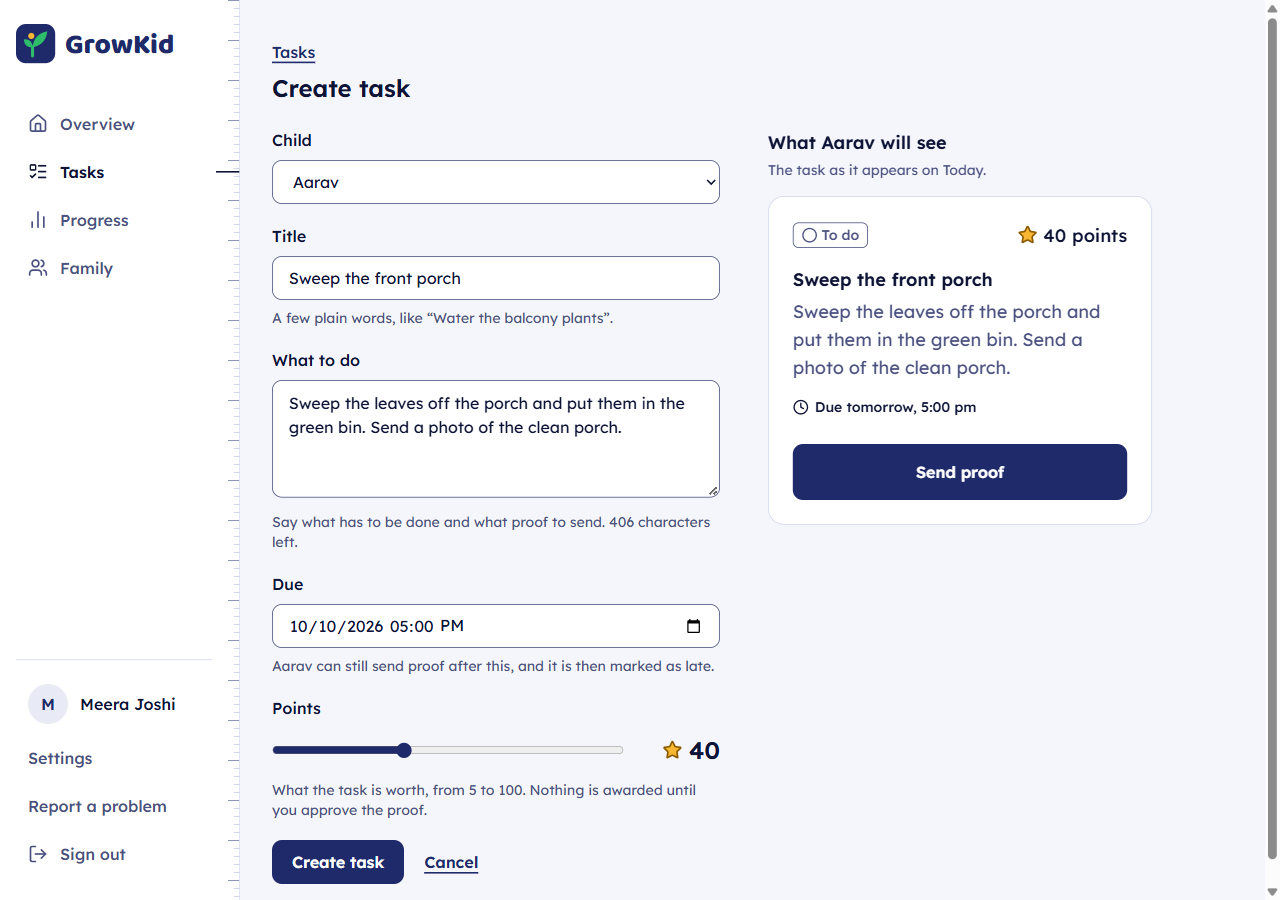 GrowKid
Overview
Tasks
Progress
Family
M
Meera Joshi
Settings
Report a problem
Sign out
Tasks
Create task
Child
Aarav
Title
Sweep the front porch
A few plain words, like “Water the balcony plants”.
What to do
Sweep the leaves off the porch and put them in the
green bin. Send a photo of the clean porch.
Say what has to be done and what proof to send. 406 characters
left.
Due
10/10/2026 05:00 PM
Aarav can still send proof after this, and it is then marked as late.
Points
40
What the task is worth, from 5 to 100. Nothing is awarded until
you approve the proof.
Create task
Cancel
What Aarav will see
The task as it appears on Today.
To do
40 points
Sweep the front porch
Sweep the leaves off the porch and
put them in the green bin. Send a
photo of the clean porch.
Due tomorrow, 5:00 pm
Send proof